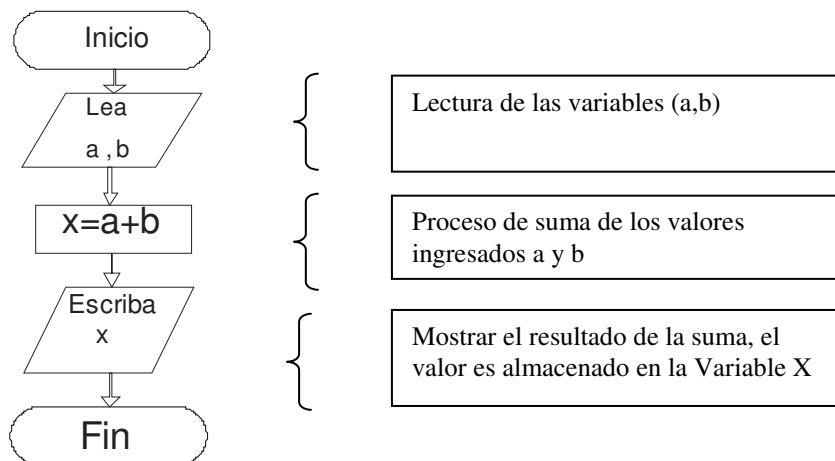 Inicio
Lea
a , b
Lectura de las variables (a,b)
x=a+b
Proceso de suma de los valores
ingresados a y b
Escriba
x
Mostrar el resultado de la suma, el
valor es almacenado en la Variable X
Fin